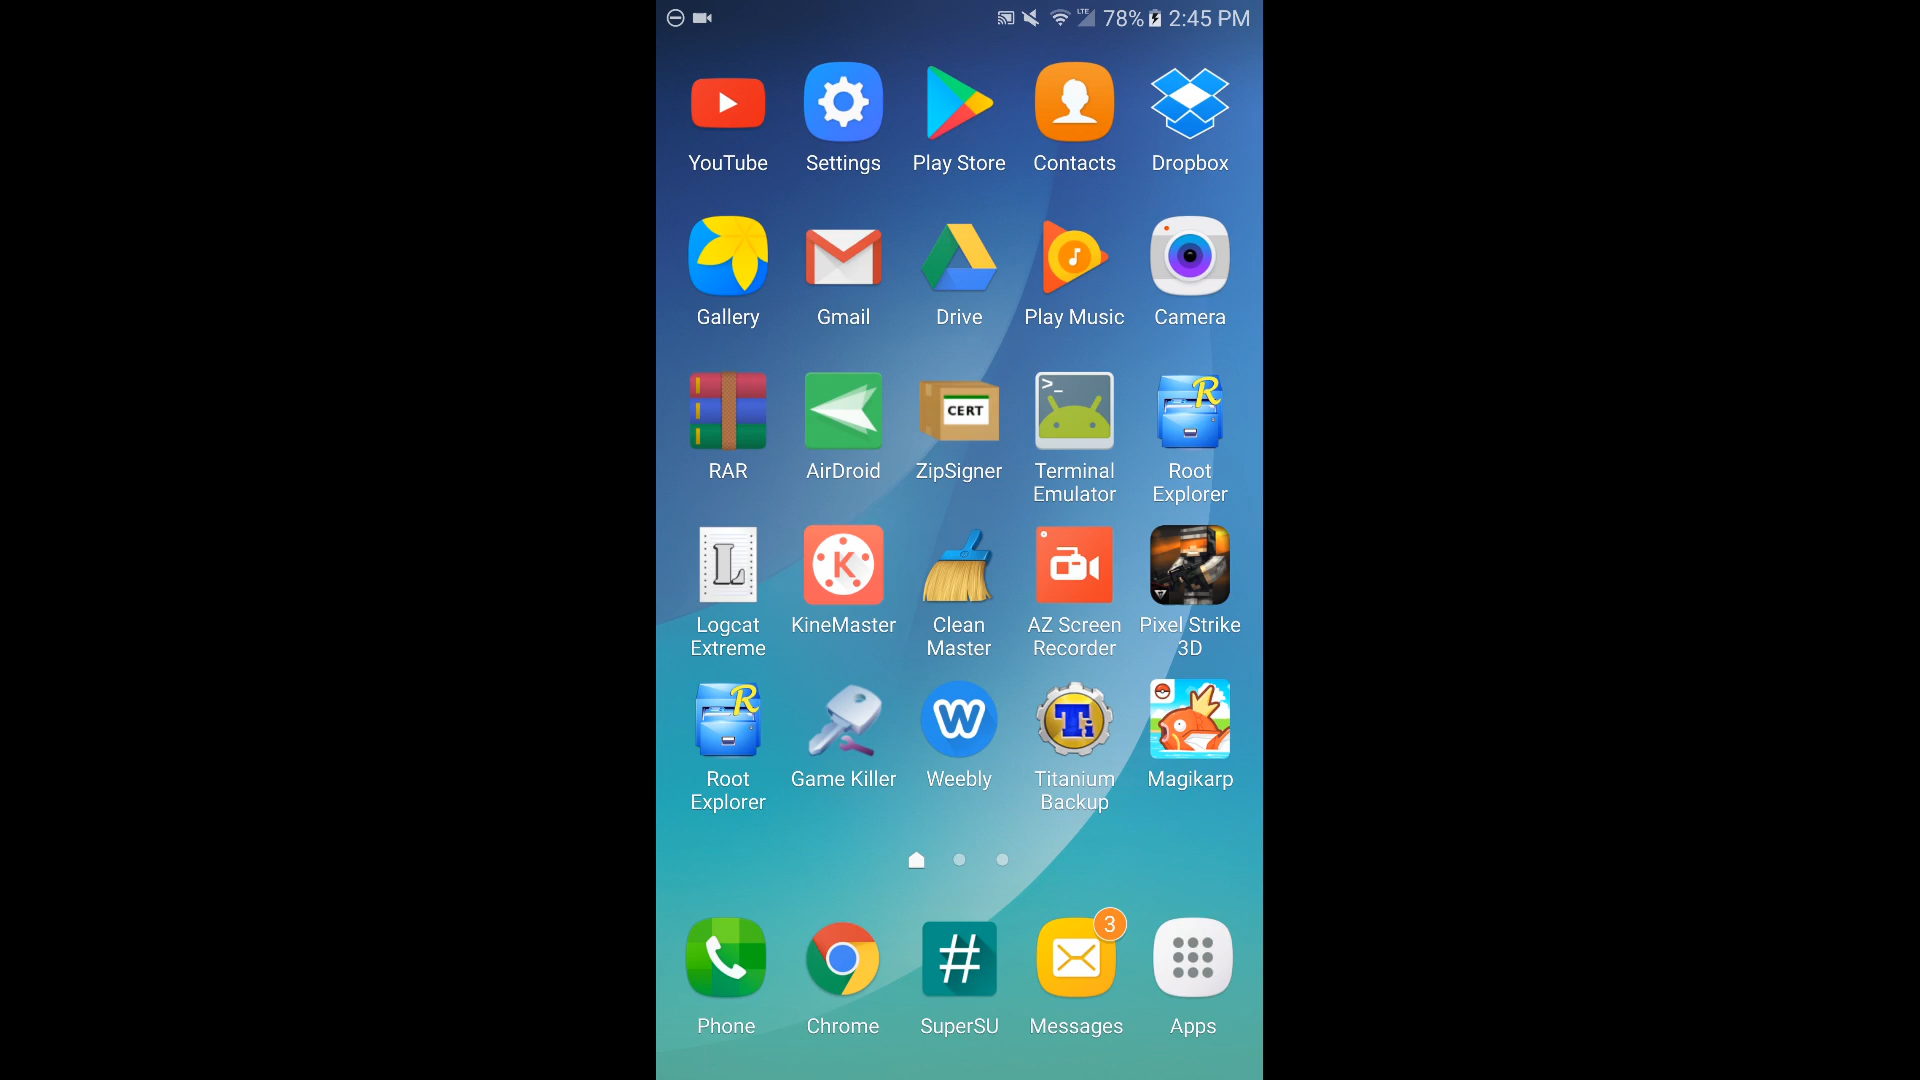 LTE 78% 2:45 PM
YouTube Settings Play Store Contacts Dropbox
Gallery Gmail Drive Play Music Camera
CERT
>_
R
RAR AirDroid ZipSigner Terminal Emulator Root Explorer
L
K
Logcat Extreme KineMaster Clean Master AZ Screen Recorder Pixel Strike 3D
R
W
Ti
Root Explorer Game Killer Weebly Titanium Backup Magikarp
3
#
Phone Chrome SuperSU Messages Apps